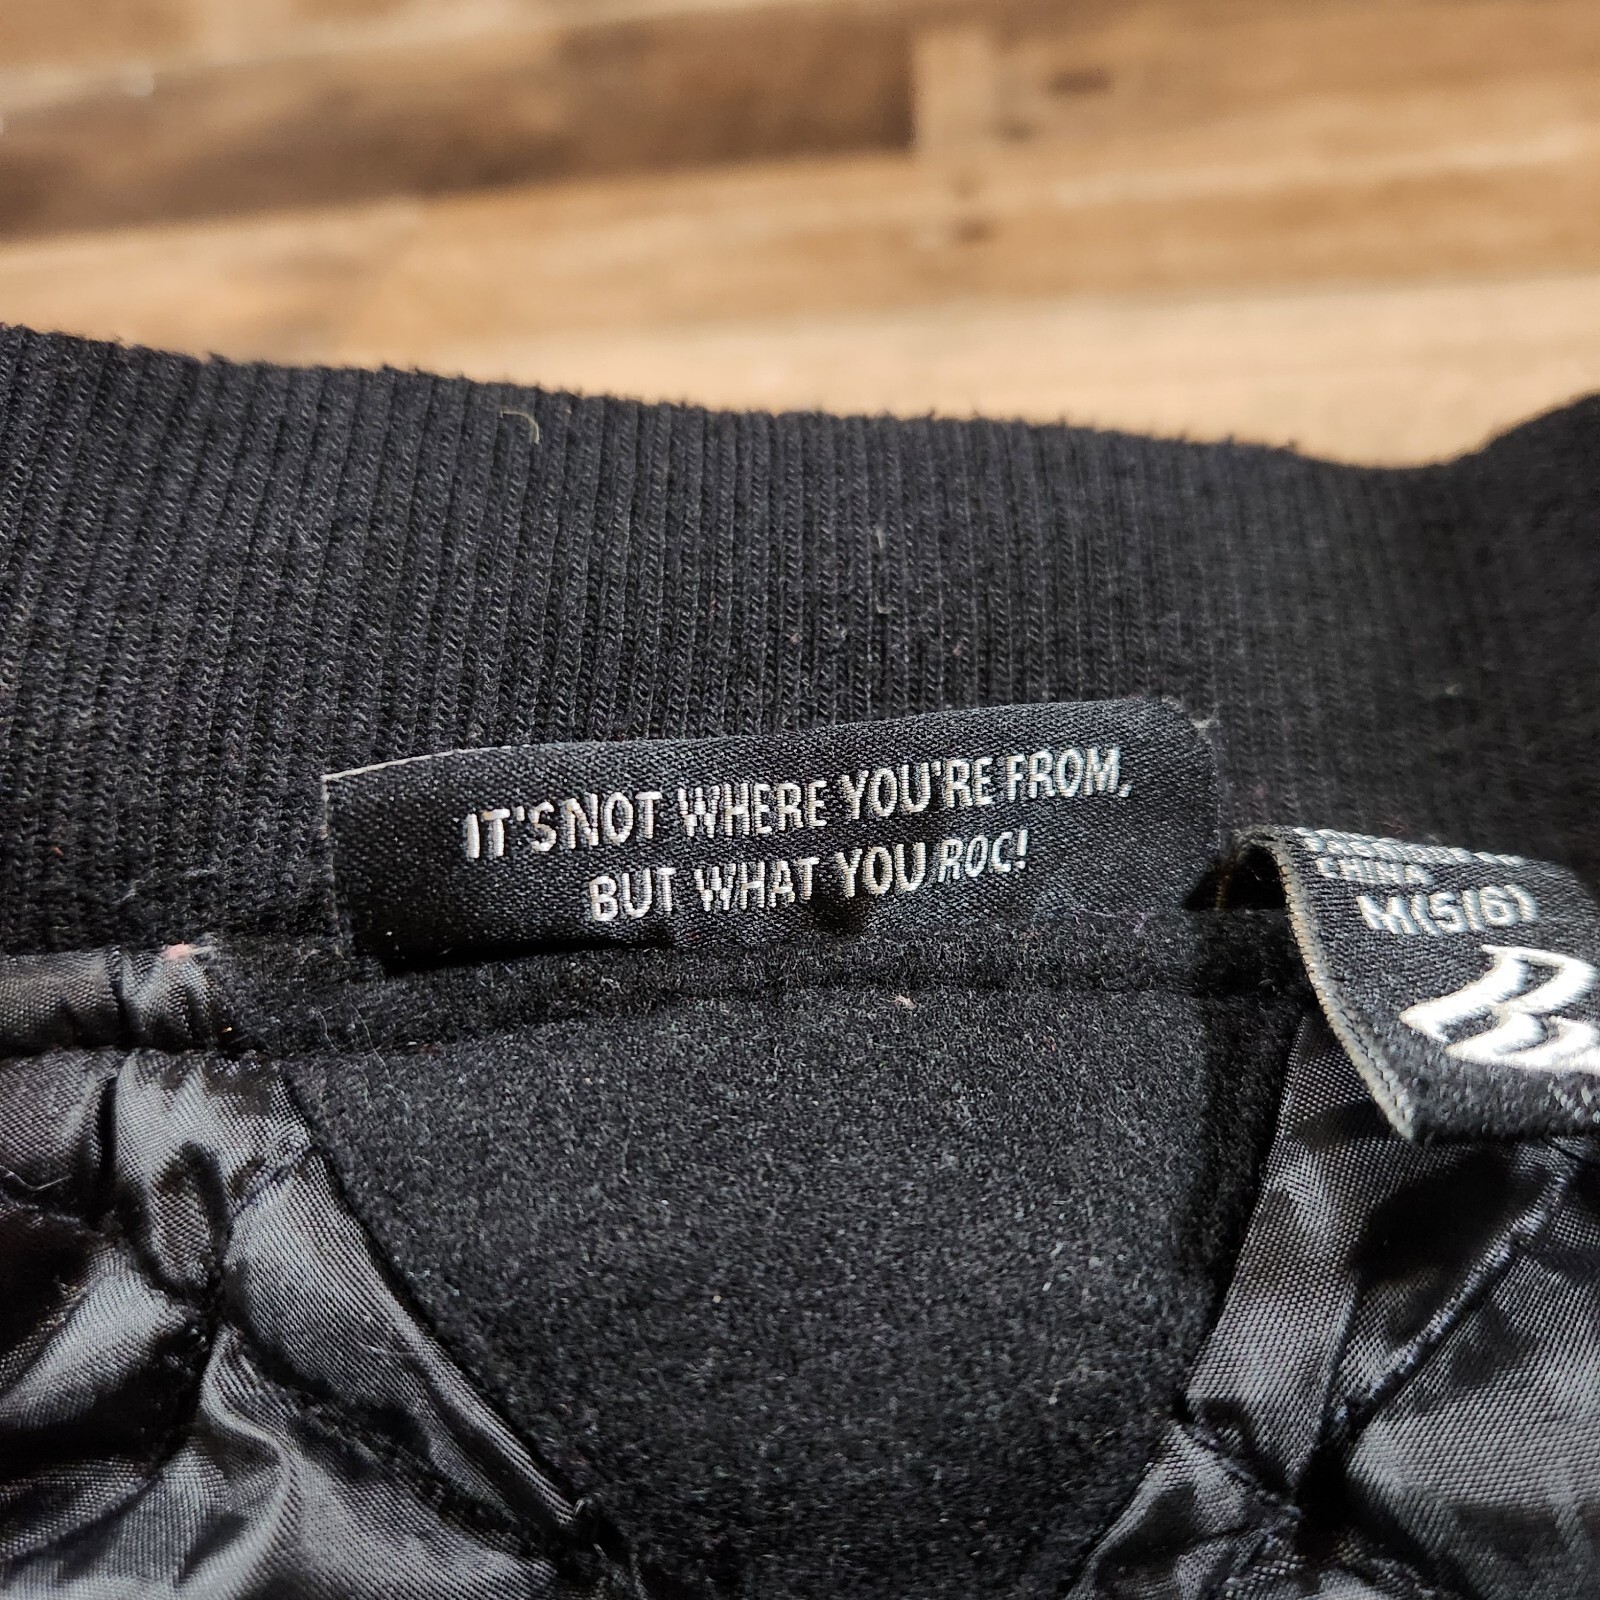 IT'S NOT WHERE YOU'RE FROM,
BUT WHAT YOU ROC!
CHINA
M(5|6)